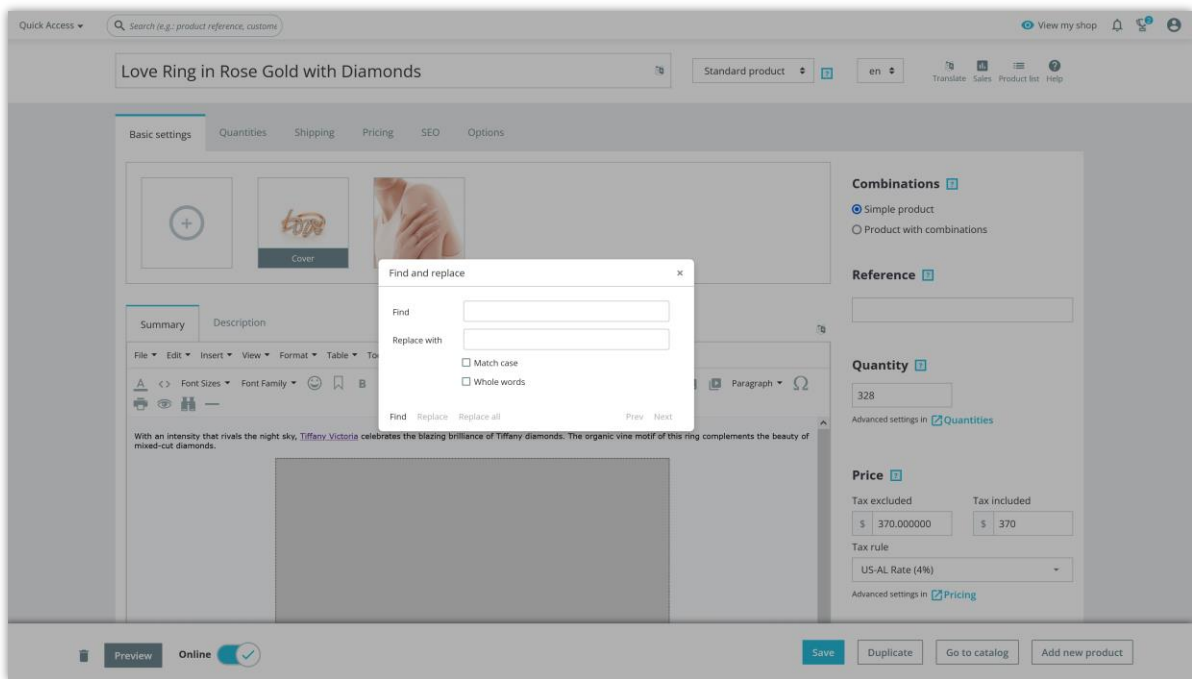 Quick Access
Search (e.g.: product reference, custome
View my shop
Love Ring in Rose Gold with Diamonds
Standard product
en
Translate Sales Product list Help
Basic settings Quantities Shipping Pricing SEO Options
Cover
Combinations
Simple product
Product with combinations
Reference
Find and replace
Find
Replace with
Match case
Whole words
Find Replace Replace all Prev Next
Summary Description
File Edit Insert View Format Table
Font Sizes Font Family B Paragraph
With an intensity that rivals the night sky, Tiffany Victoria celebrates the blazing brilliance of Tiffany diamonds. The organic vine motif of this ring complements the beauty of
mixed-cut diamonds.
Quantity
328
Advanced settings in Quantities
Price
Tax excluded Tax included
$ 370.000000 $ 370
Tax rule
US-AL Rate (4%)
Advanced settings in Pricing
Preview Online Save Duplicate Go to catalog Add new product